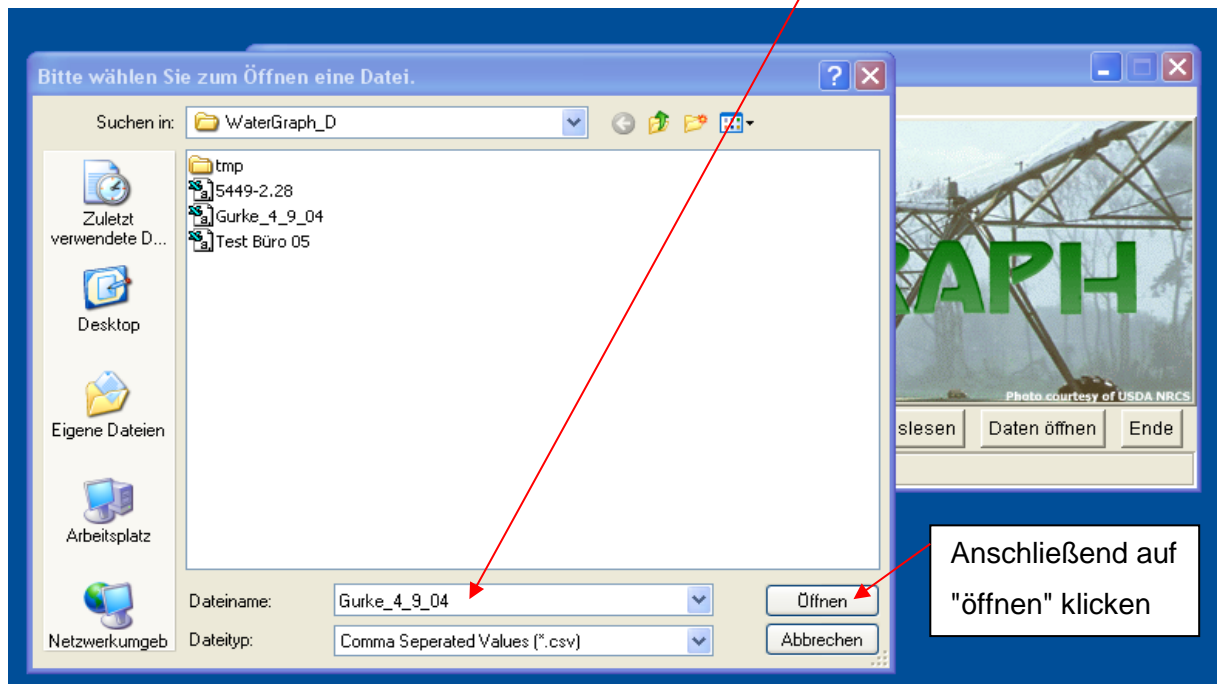 Bitte wählen Sie zum Öffnen eine Datei.
Suchen in:
WaterGraph_D
tmp
5449-2.28
Gurke_4_9_04
Test Büro 05
Zuletzt
verwendete D...
Desktop
Eigene Dateien
Arbeitsplatz
Netzwerkumgeb
Dateiname:
Gurke_4_9_04
Öffnen
Dateityp:
Comma Seperated Values (*.csv)
Abbrechen
RAPH
Photo courtesy of USDA NRCS
slesen
Daten öffnen
Ende
Anschließend auf
"öffnen" klicken